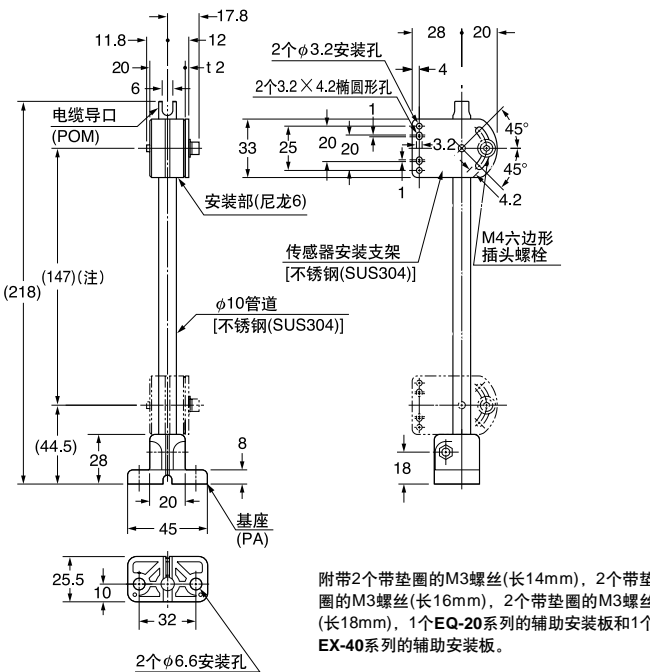 17.8
11.8
12
20
t 2
6
电缆导口
(POM)
安装部(尼龙6)
(147)(注)
(218)
φ10管道
[不锈钢(SUS304)]
(44.5)
28
8
20
45
基座
(PA)
25.5
10
32
2个φ6.6安装孔
2个φ3.2安装孔
28
20
4
2个3.2×4.2椭圆形孔
1
45°
33
25
20
20
3.2
45°
1
4.2
M4六边形
插头螺栓
传感器安装支架
[不锈钢(SUS304)]
18
附带2个带垫圈的M3螺丝(长14mm)，2个带垫
圈的M3螺丝(长16mm)，2个带垫圈的M3螺丝
(长18mm)，1个EQ-20系列的辅助安装板和1个
EX-40系列的辅助安装板。